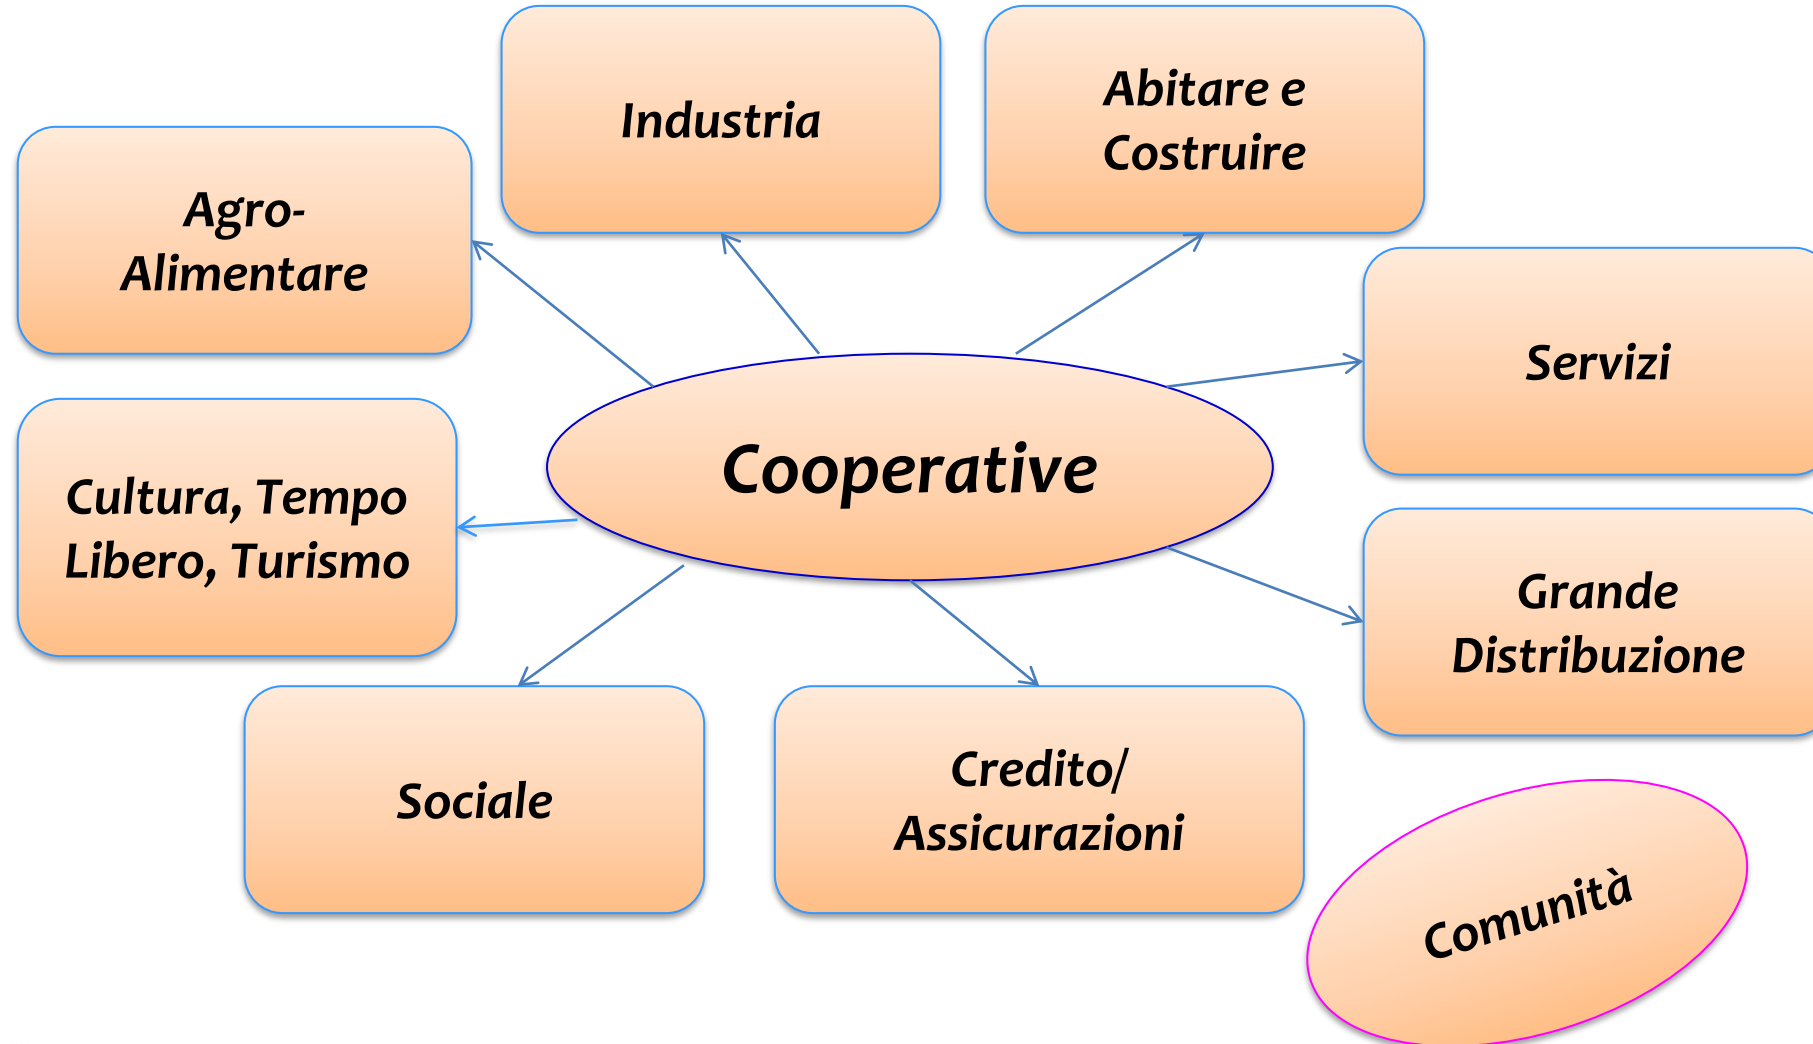 Industria
Abitare e
Costruire
Agro-
Alimentare
Servizi
Cooperative
Cultura, Tempo
Libero, Turismo
Grande
Distribuzione
Sociale
Credito/
Assicurazioni
Comunità